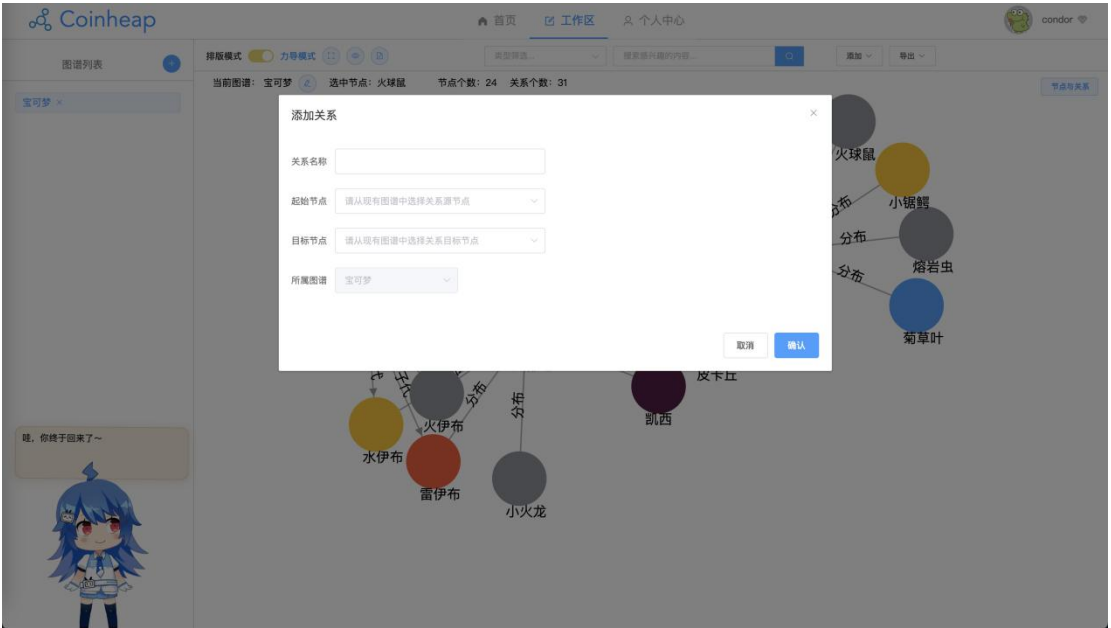 Coinheap
首页 工作区 个人中心
condor
图谱列表
排版模式 力导模式
类型筛选...
搜索感兴趣的内容...
添加 导出
当前图谱: 宝可梦 选中节点: 火球鼠 节点个数: 24 关系个数: 31
节点与关系
宝可梦 ×
添加关系
关系名称
起始节点 请从现有图谱中选择关系源节点
目标节点 请从现有图谱中选择关系目标节点
所属图谱 宝可梦
取消 确认
火球鼠
小锯鳄
分布
分布
熔岩虫
分布
菊草叶
皮卡丘
凯西
子代
分布
分布
火伊布
水伊布
雷伊布
小火龙
哇, 你终于回来了~